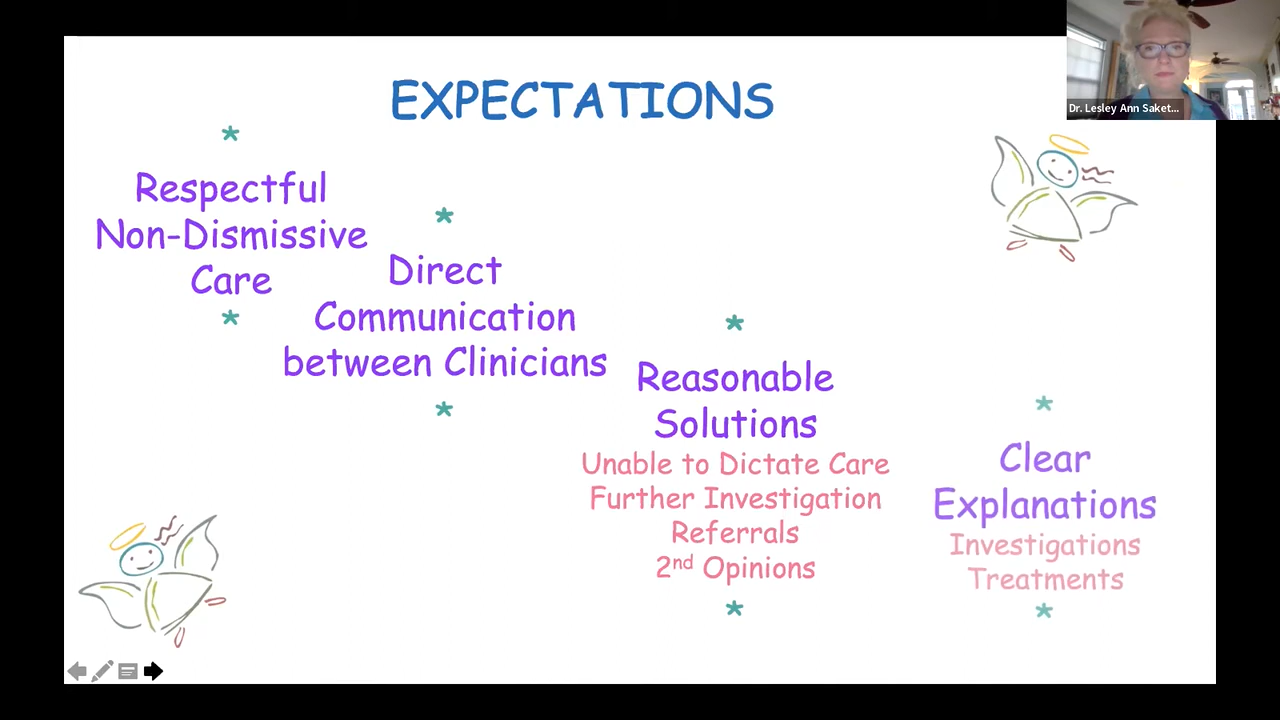 EXPECTATIONS
*
Respectful
Non-Dismissive
Care
*
*
Direct
Communication
between Clinicians
*
*
Reasonable
Solutions
Unable to Dictate Care
Further Investigation
Referrals
2nd Opinions
*
*
Clear
Explanations
Investigations
Treatments
*
Dr. Lesley Ann Saket...